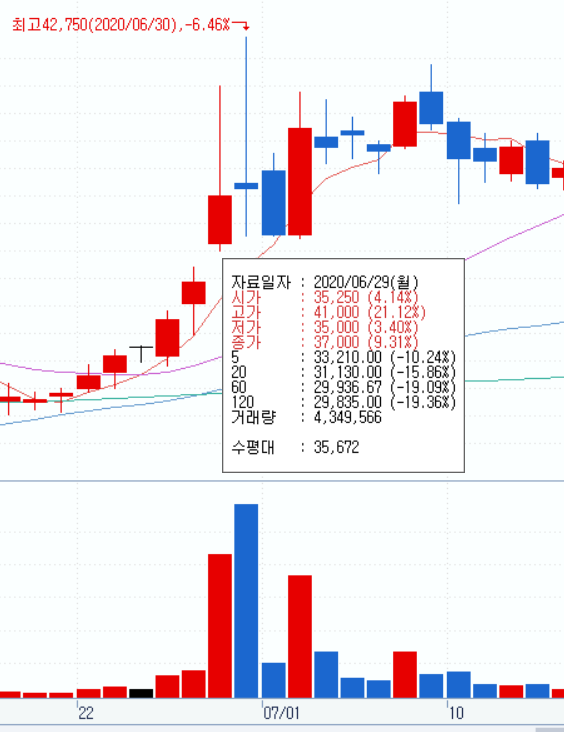 최고42,750(2020/06/30),-6.46%
자료일자 : 2020/06/29(월)
시가 : 35,250 (4.14%)
고가 : 41,000 (21.12%)
저가 : 35,000 (3.40%)
종가 : 37,000 (9.31%)
5 : 33,210.00 (-10.24%)
20 : 31,130.00 (-15.86%)
60 : 29,936.67 (-19.09%)
120 : 29,835.00 (-19.36%)
거래량 : 4,349,566
수평대 : 35,672
22 07/01 10